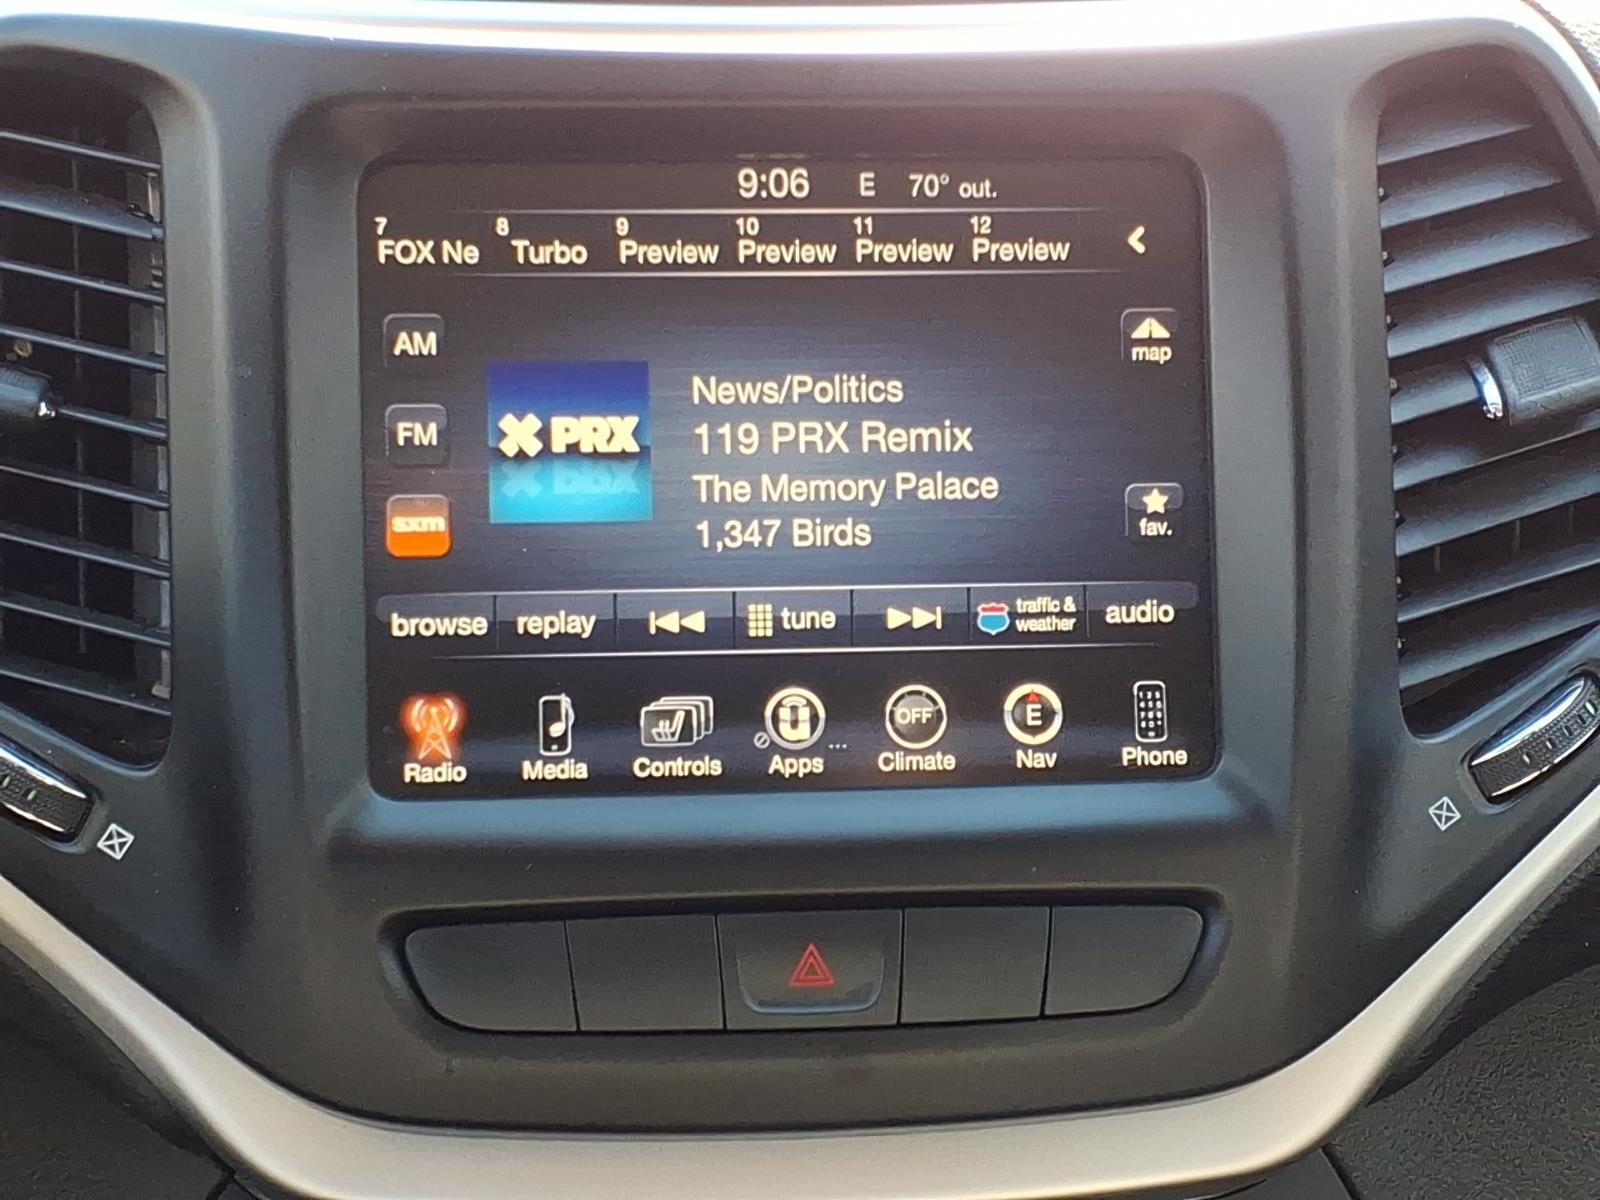 9:06 E 70° out.
7 8 9 10 11 12
FOX Ne Turbo Preview Preview Preview Preview
AM
map
FM
PRX
News/Politics
119 PRX Remix
The Memory Palace
1,347 Birds
sxm
fav.
browse replay tune traffic & weather audio
OFF E
Radio Media Controls Apps Climate Nav Phone